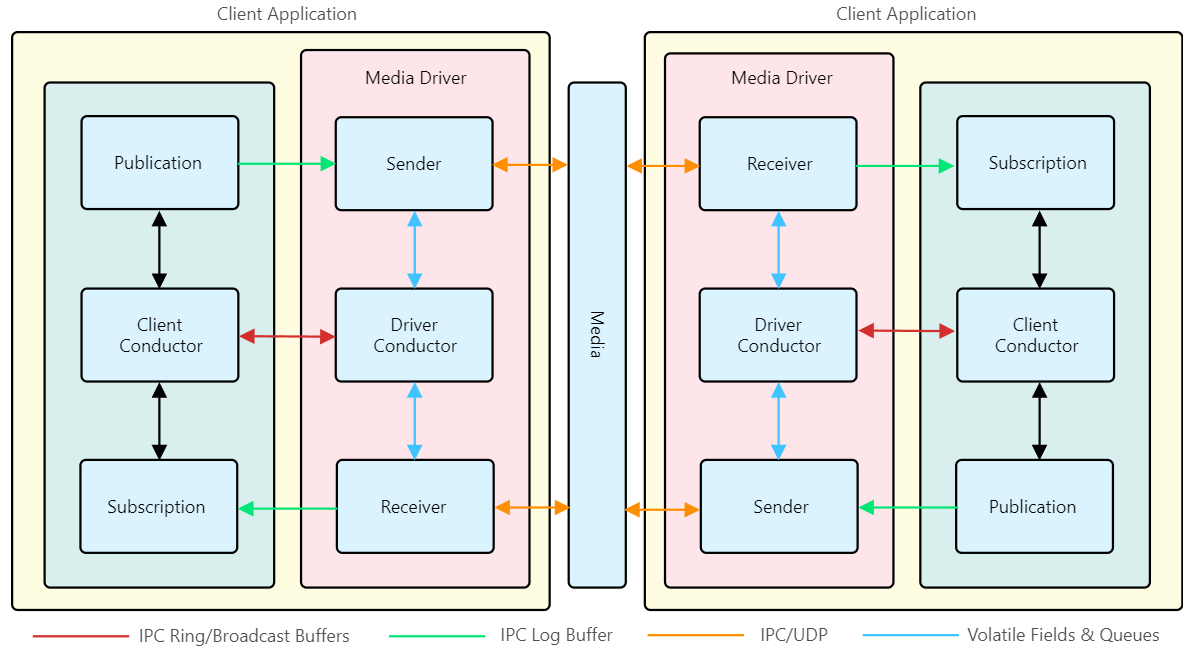 Client Application
Client Application
Media Driver
Publication
Sender
Client
Conductor
Driver
Conductor
Subscription
Receiver
Media
Media Driver
Receiver
Subscription
Driver
Conductor
Client
Conductor
Sender
Publication
IPC Ring/Broadcast Buffers
IPC Log Buffer
IPC/UDP
Volatile Fields & Queues